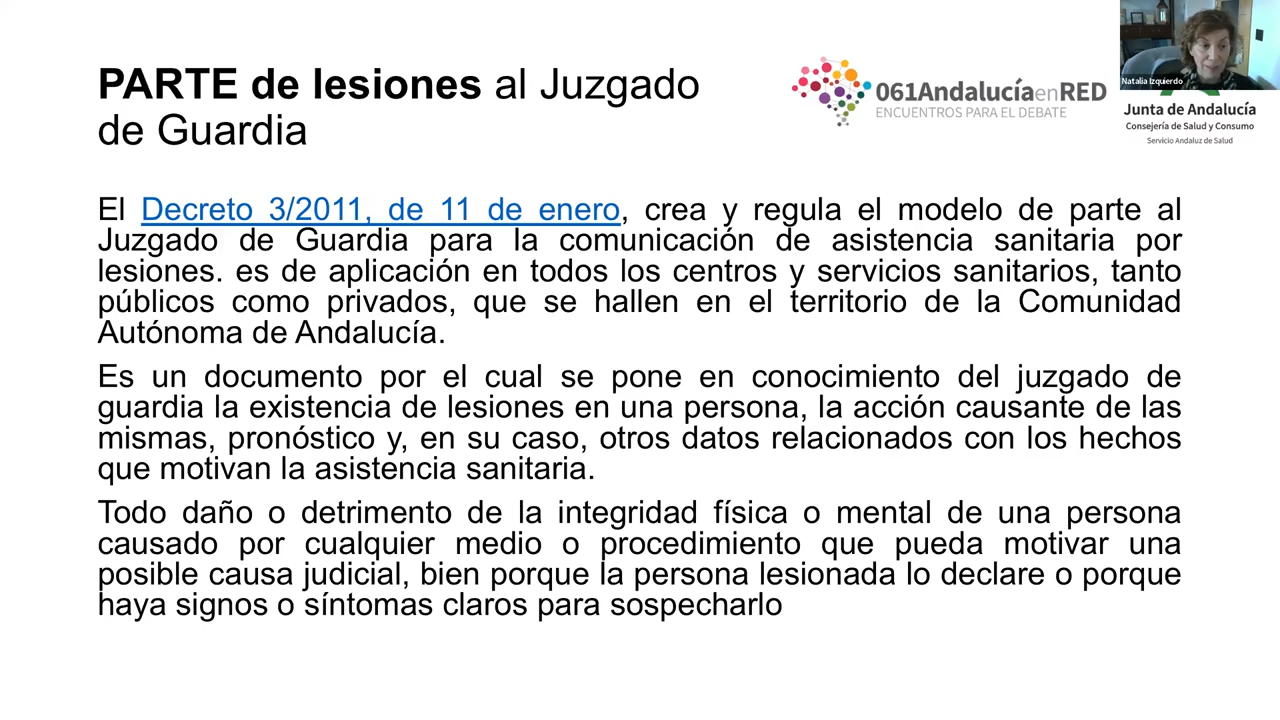 PARTE de lesiones al Juzgado
de Guardia
061AndalucíaenRED
ENCUENTROS PARA EL DEBATE
Natalia Izquierdo
Junta de Andalucía
Consejería de Salud y Consumo
Servicio Andaluz de Salud
El Decreto 3/2011, de 11 de enero, crea y regula el modelo de parte al
Juzgado de Guardia para la comunicación de asistencia sanitaria por
lesiones. es de aplicación en todos los centros y servicios sanitarios, tanto
públicos como privados, que se hallen en el territorio de la Comunidad
Autónoma de Andalucía.
Es un documento por el cual se pone en conocimiento del juzgado de
guardia la existencia de lesiones en una persona, la acción causante de las
mismas, pronóstico y, en su caso, otros datos relacionados con los hechos
que motivan la asistencia sanitaria.
Todo daño o detrimento de la integridad física o mental de una persona
causado por cualquier medio o procedimiento que pueda motivar una
posible causa judicial, bien porque la persona lesionada lo declare o porque
haya signos o síntomas claros para sospecharlo